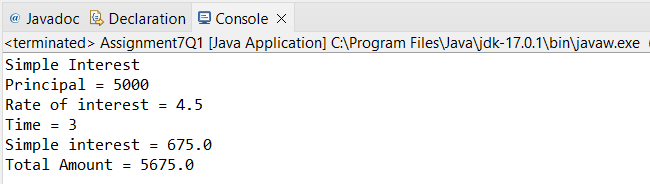 @ Javadoc Declaration Console
<terminated> Assignment7Q1 [Java Application] C:\Program Files\Java\jdk-17.0.1\bin\javaw.exe
Simple Interest
Principal = 5000
Rate of interest = 4.5
Time = 3
Simple interest = 675.0
Total Amount = 5675.0